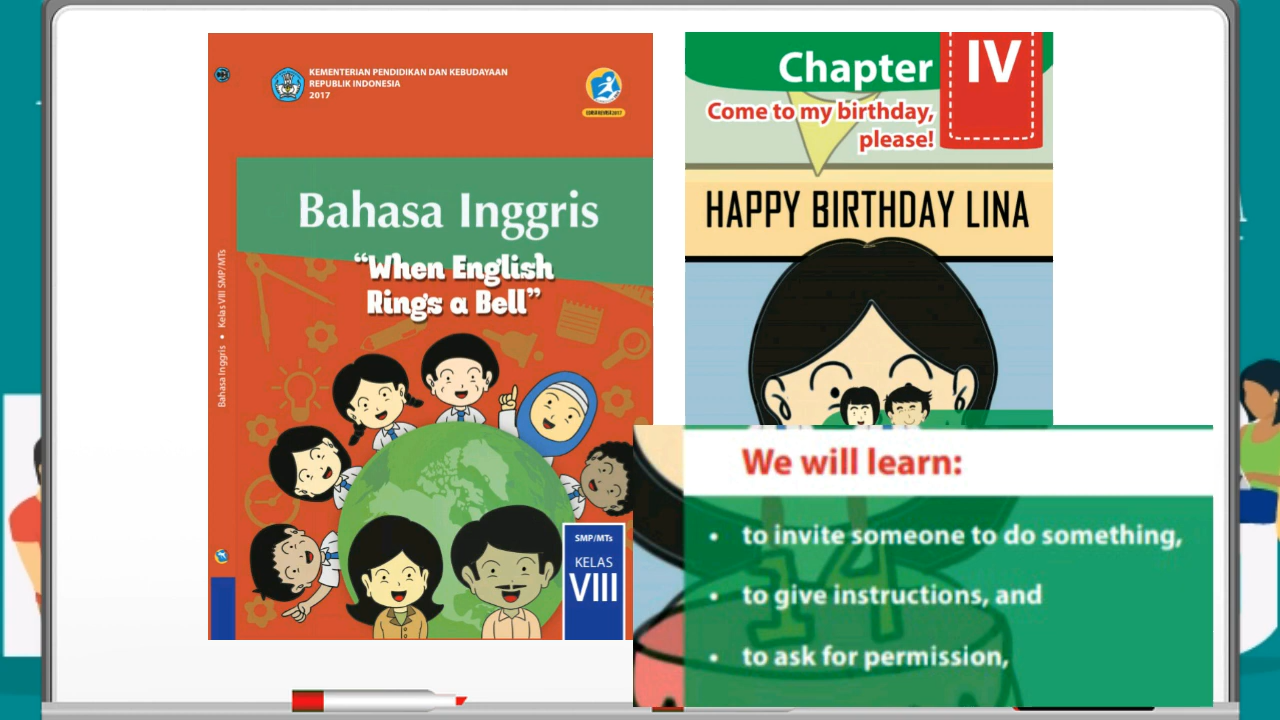 KEMENTERIAN PENDIDIKAN DAN KEBUDAYAAN
REPUBLIK INDONESIA
2017
Bahasa Inggris
“When English
Rings a Bell”
Bahasa Inggris • Kelas VIII SMP/MTs
SMP/MTs
KELAS
VIII
Chapter IV
Come to my birthday,
please!
HAPPY BIRTHDAY LINA
We will learn:
• to invite someone to do something,
• to give instructions, and
• to ask for permission,
14